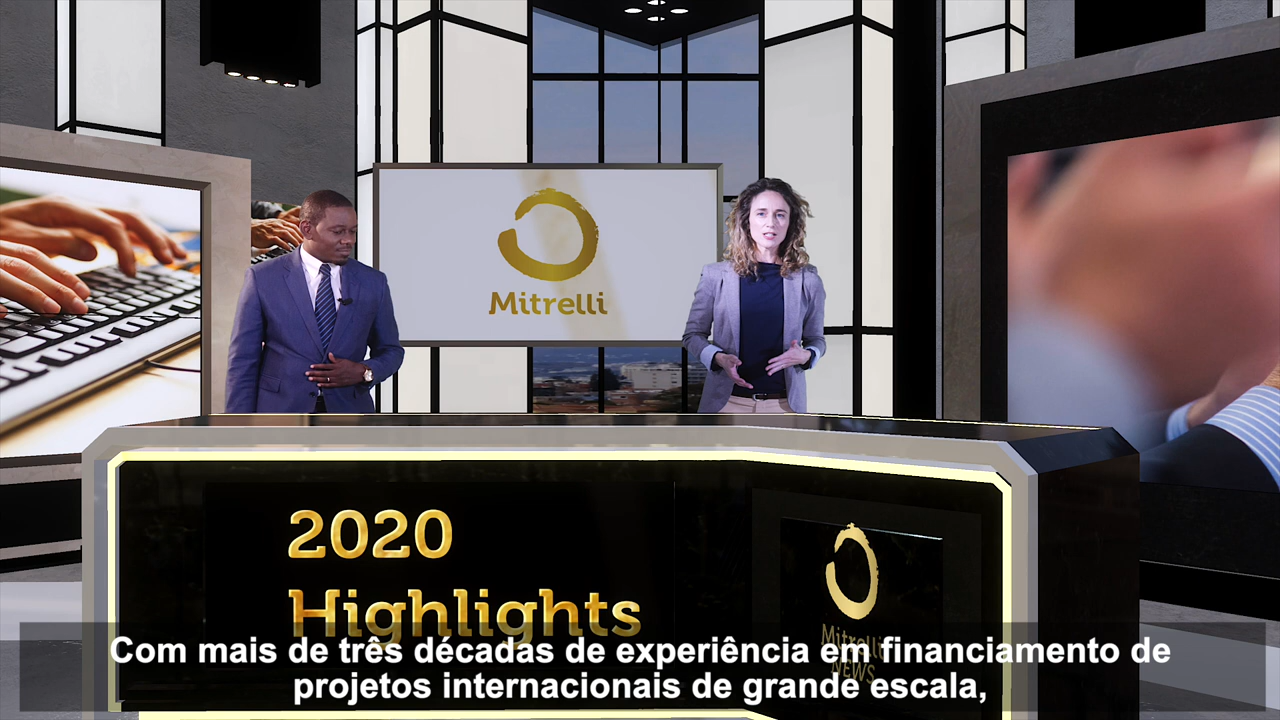 Mitrelli
2020
Highlights
Mitrelli
NEWS
Com mais de três décadas de experiência em financiamento de
projetos internacionais de grande escala,